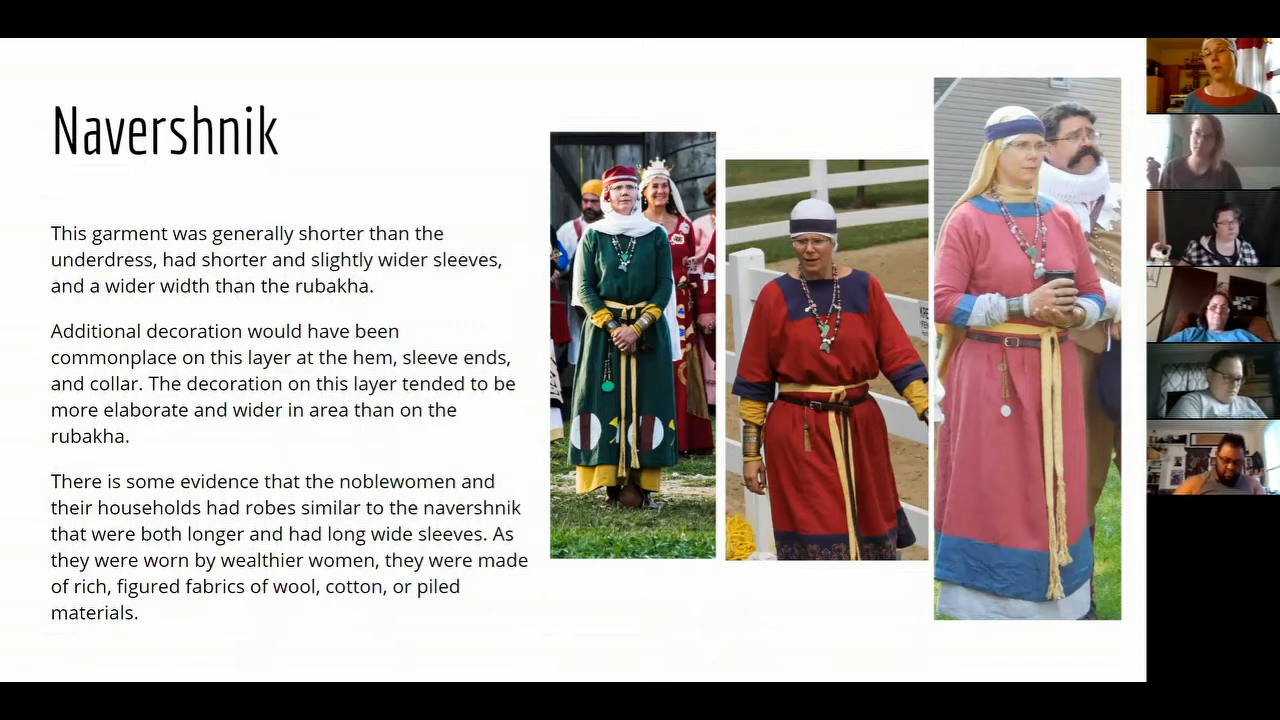 Navershnik
This garment was generally shorter than the
underdress, had shorter and slightly wider sleeves,
and a wider width than the rubakha.
Additional decoration would have been
commonplace on this layer at the hem, sleeve ends,
and collar. The decoration on this layer tended to be
more elaborate and wider in area than on the
rubakha.
There is some evidence that the noblewomen and
their households had robes similar to the navershnik
that were both longer and had long wide sleeves. As
they were worn by wealthier women, they were made
of rich, figured fabrics of wool, cotton, or piled
materials.